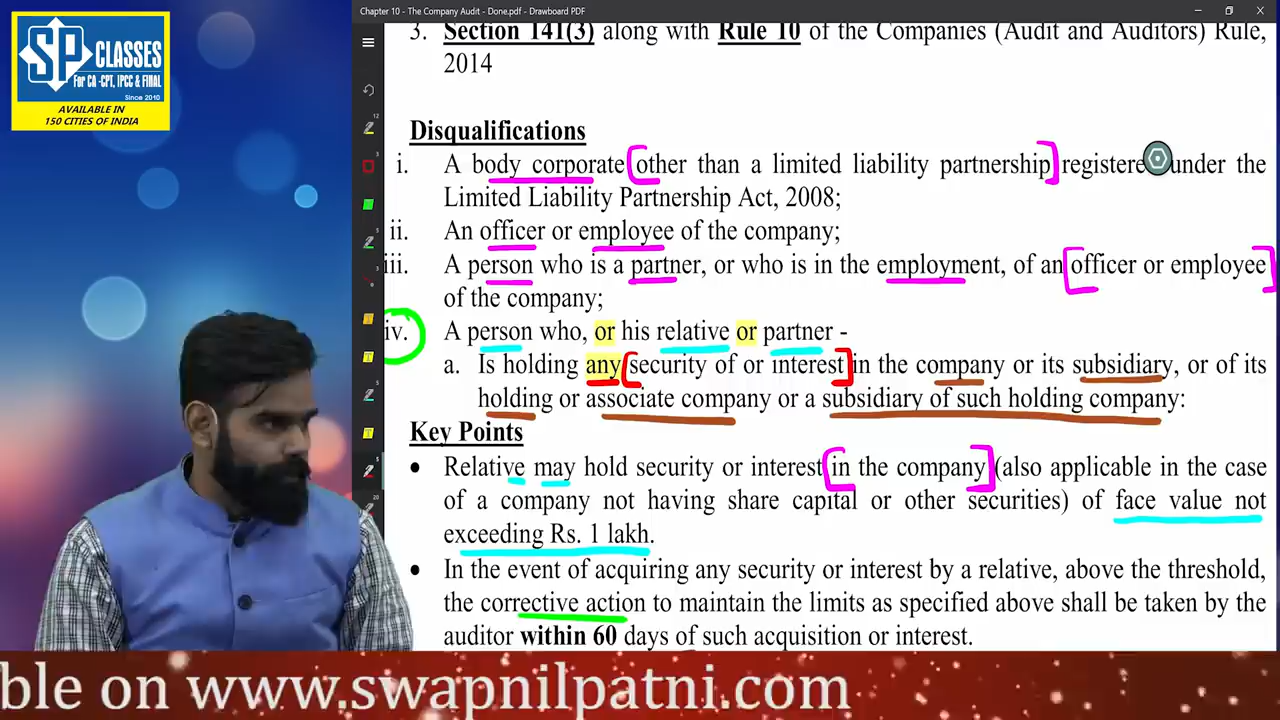 Chapter 10 - The Company Audit - Done.pdf - Drawboard PDF
SP
CLASSES
For CA -CPT, IPCC & FINAL
Since 2010
AVAILABLE IN
150 CITIES OF INDIA
3. Section 141(3) along with Rule 10 of the Companies (Audit and Auditors) Rule,
2014
Disqualifications
i. A body corporate other than a limited liability partnership registered under the
Limited Liability Partnership Act, 2008;
ii. An officer or employee of the company;
iii. A person who is a partner, or who is in the employment, of an officer or employee
of the company;
iv. A person who, or his relative or partner -
a. Is holding any security of or interest in the company or its subsidiary, or of its
holding or associate company or a subsidiary of such holding company:
Key Points
• Relative may hold security or interest in the company (also applicable in the case
of a company not having share capital or other securities) of face value not
exceeding Rs. 1 lakh.
• In the event of acquiring any security or interest by a relative, above the threshold,
the corrective action to maintain the limits as specified above shall be taken by the
auditor within 60 days of such acquisition or interest.
ble on www.swapnilpatni.com